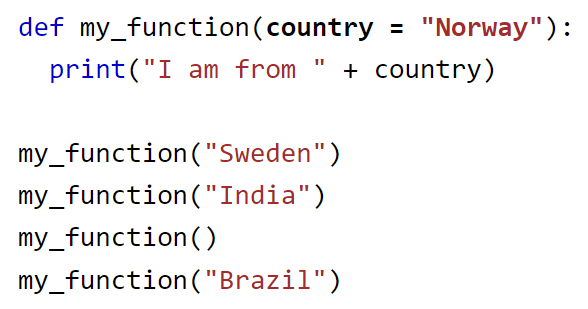 def my_function(country = "Norway"):
  print("I am from " + country)

my_function("Sweden")
my_function("India")
my_function()
my_function("Brazil")